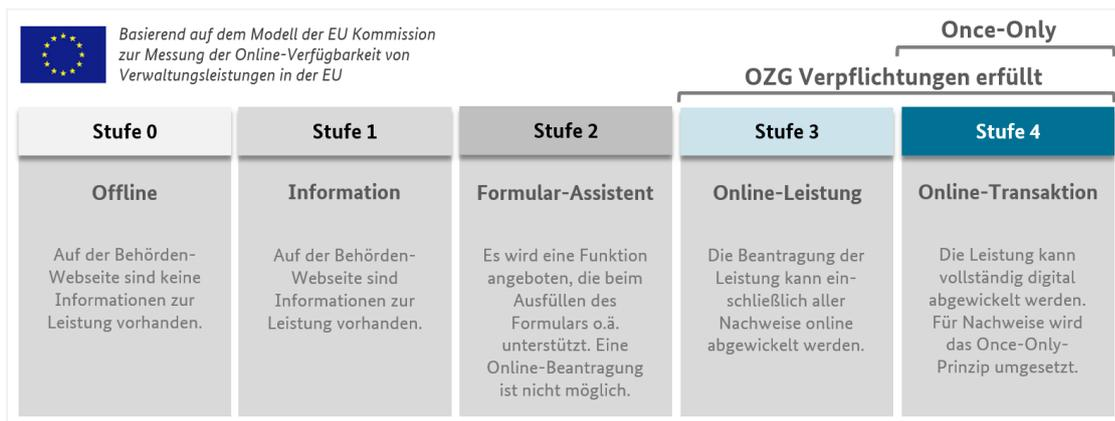 Basierend auf dem Modell der EU Kommission
zur Messung der Online-Verfügbarkeit von
Verwaltungsleistungen in der EU
Once-Only
OZG Verpflichtungen erfüllt
Stufe 0
Offline
Auf der Behörden-
Webseite sind keine
Informationen zur
Leistung vorhanden.
Stufe 1
Information
Auf der Behörden-
Webseite sind
Informationen zur
Leistung vorhanden.
Stufe 2
Formular-Assistent
Es wird eine Funktion
angeboten, die beim
Ausfüllen des
Formulars o.ä.
unterstützt. Eine
Online-Beantragung
ist nicht möglich.
Stufe 3
Online-Leistung
Die Beantragung der
Leistung kann ein-
schließlich aller
Nachweise online
abgewickelt werden.
Stufe 4
Online-Transaktion
Die Leistung kann
vollständig digital
abgewickelt werden.
Für Nachweise wird
das Once-Only-
Prinzip umgesetzt.